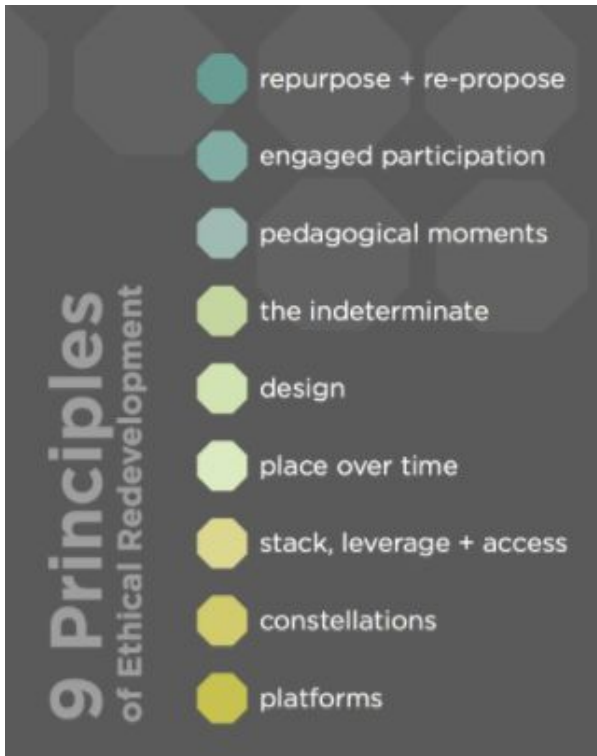 9 Principles
of Ethical Redevelopment
repurpose + re-propose
engaged participation
pedagogical moments
the indeterminate
design
place over time
stack, leverage + access
constellations
platforms